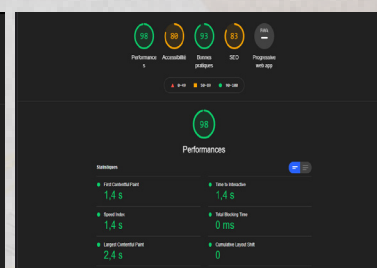 98 80 93 83 —
Performance Accessibilité Bonnes SEO Progressive
s pratiques web app
0-49 50-89 90-100
98
Performances
Statistiques
First Contentful Paint Time to Interactive
1,4 s 1,4 s
Speed Index Total Blocking Time
1,4 s 0 ms
Largest Contentful Paint Cumulative Layout Shift
2,4 s 0